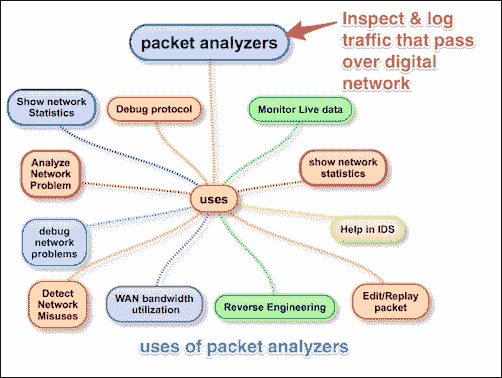 packet analyzers
Inspect & log
traffic that pass
over digital
network
Show network
Statistics
Debug protocol
Monitor Live data
Analyze
Network
Problem
show network
statistics
uses
debug
network
problems
Help in IDS
Detect
Network
Misuses
WAN bandwidth
utilization
Reverse Engineering
Edit/Replay
packet
uses of packet analyzers